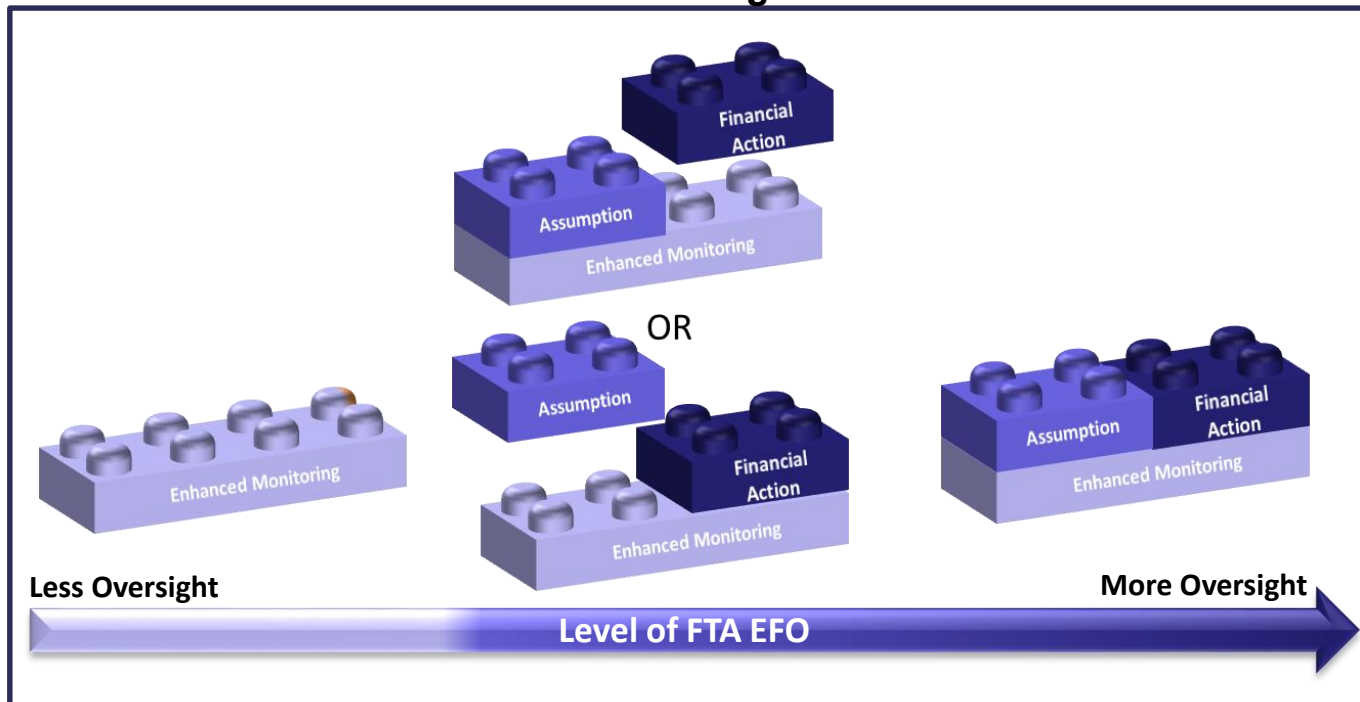 Financial
Action
Assumption
Enhanced Monitoring
OR
Assumption
Financial
Action
Enhanced Monitoring
Enhanced Monitoring
Assumption
Financial
Action
Enhanced Monitoring
Less Oversight
More Oversight
Level of FTA EFO